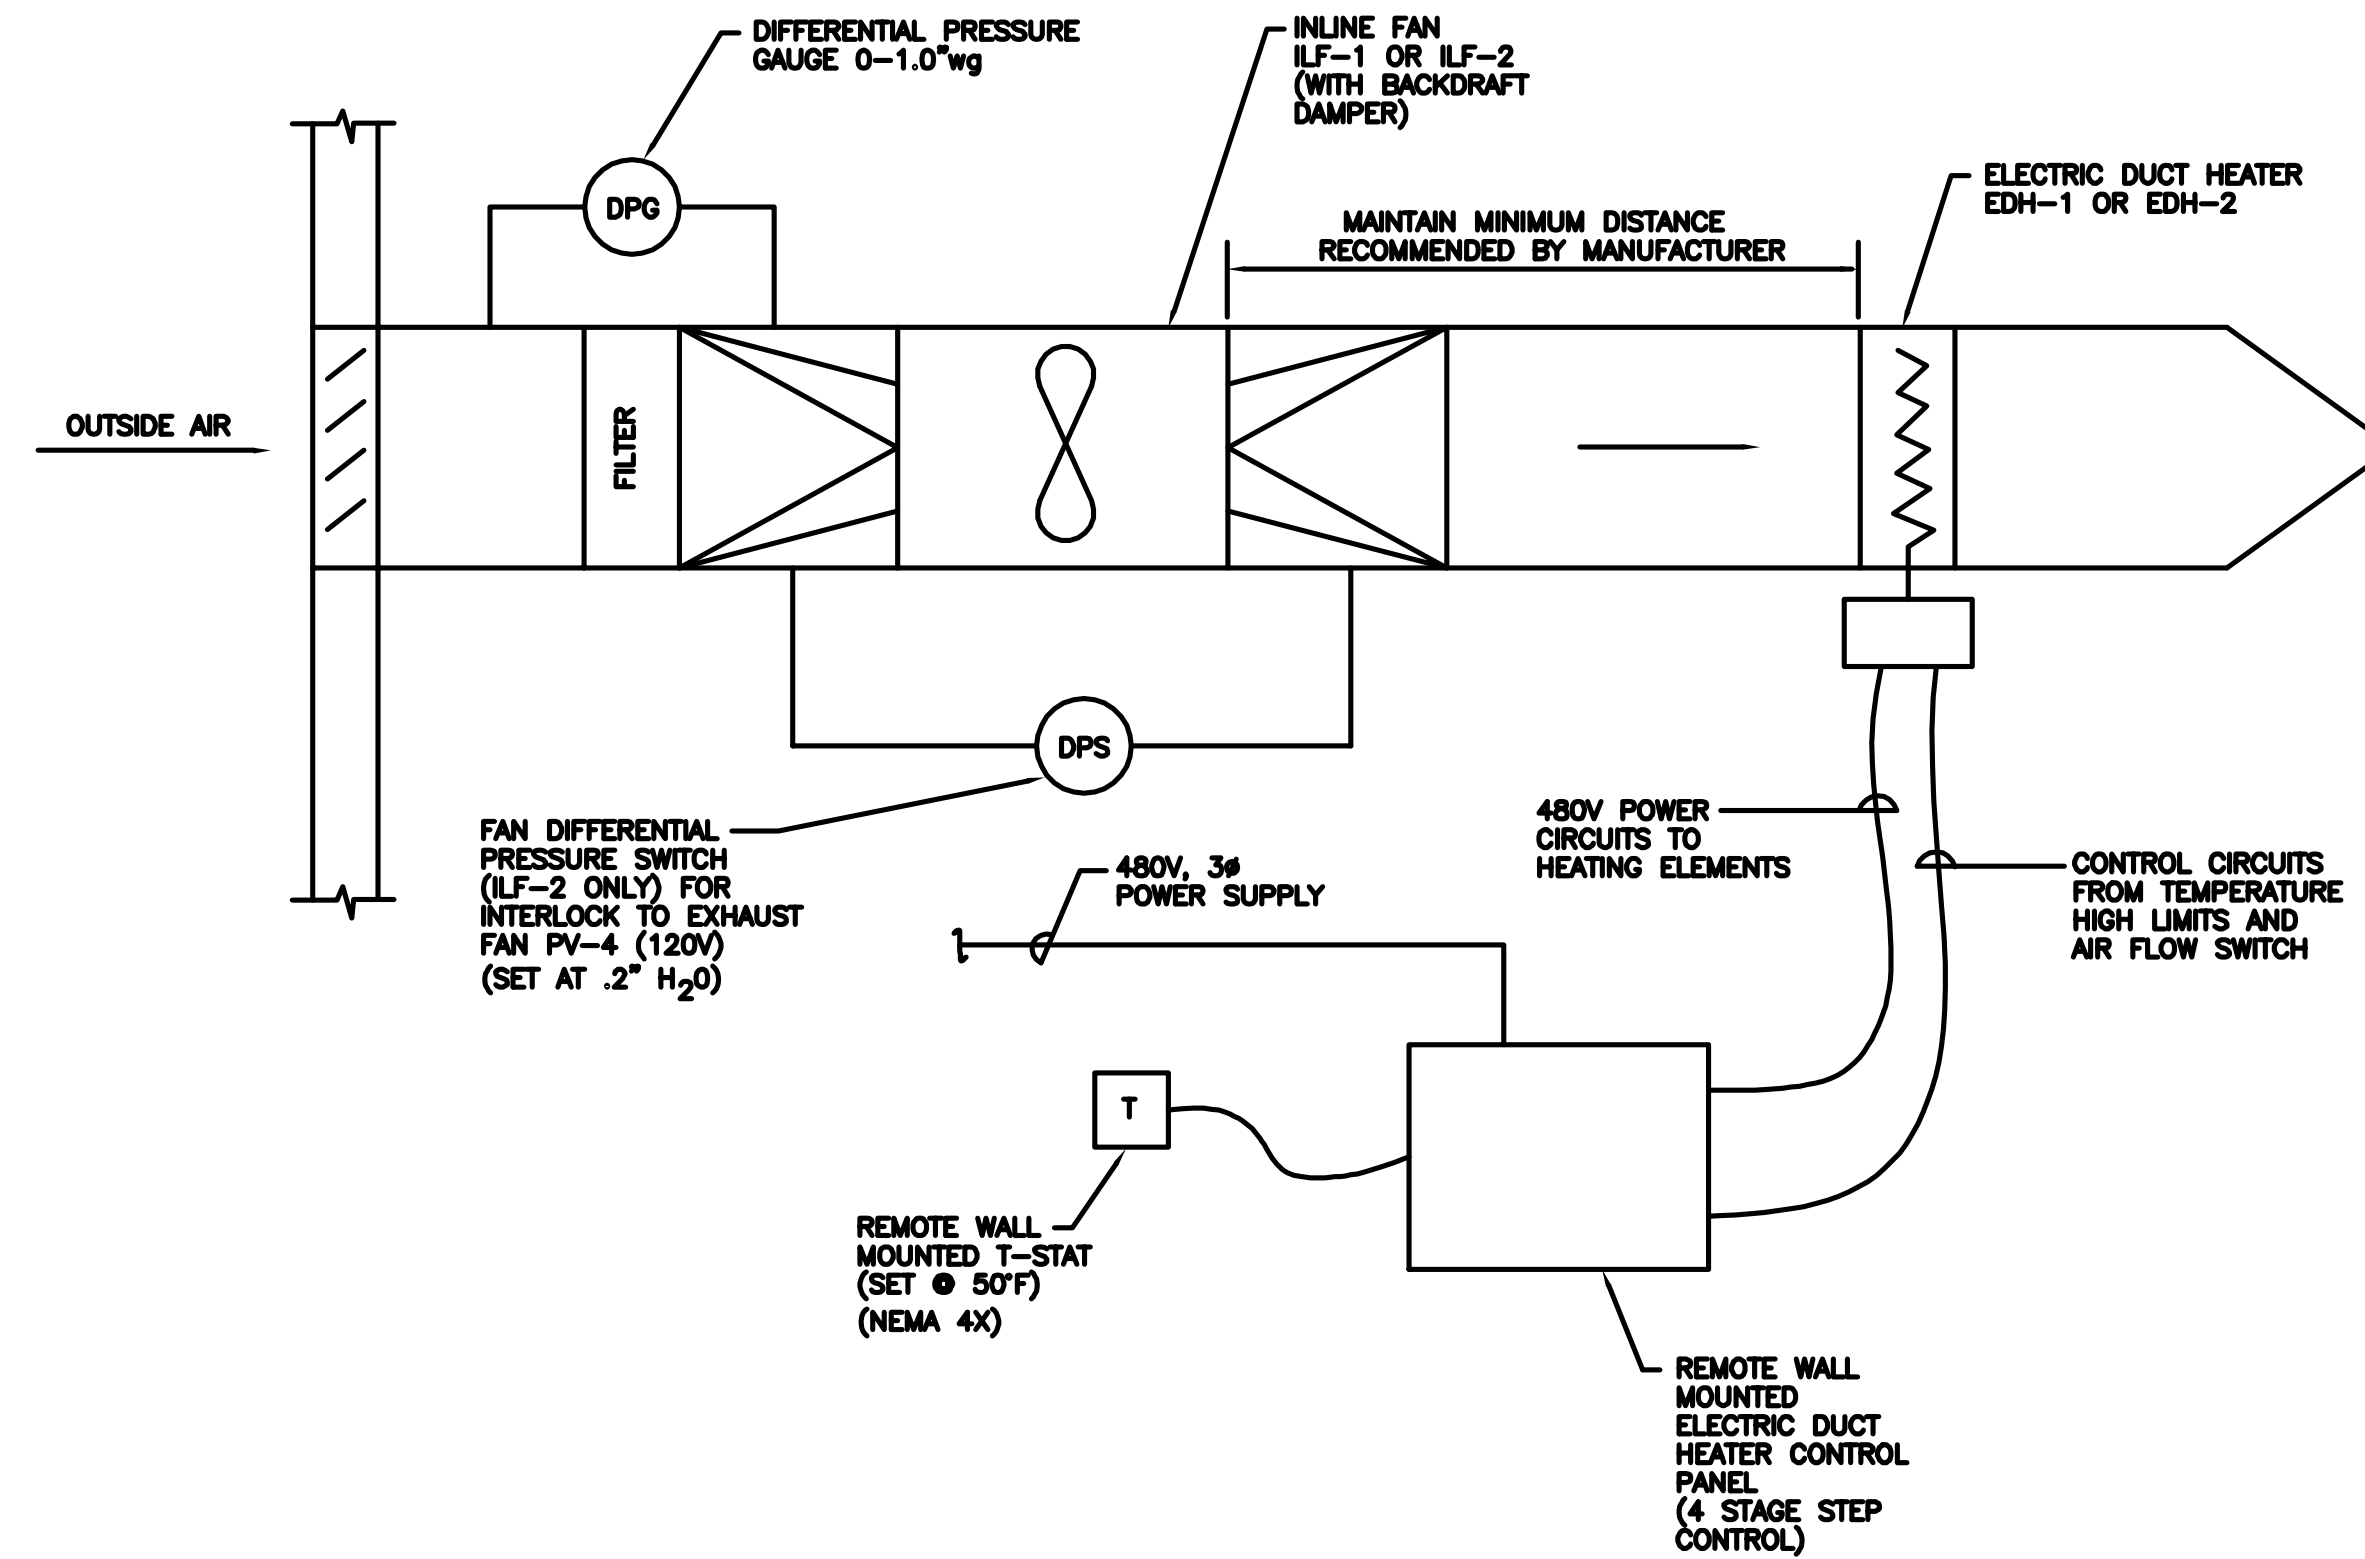 DIFFERENTIAL PRESSURE
GAUGE 0-1.0"wg
INLINE FAN
ILF-1 OR ILF-2
(WITH BACKDRAFT
DAMPER)
ELECTRIC DUCT HEATER
EDH-1 OR EDH-2
DPG
MAINTAIN MINIMUM DISTANCE
RECOMMENDED BY MANUFACTURER
OUTSIDE AIR
FILTER
DPS
FAN DIFFERENTIAL
PRESSURE SWITCH
(ILF-2 ONLY) FOR
INTERLOCK TO EXHAUST
FAN PV-4 (120V)
(SET AT .2" H₂O)
480V, 3ø
POWER SUPPLY
480V POWER
CIRCUITS TO
HEATING ELEMENTS
CONTROL CIRCUITS
FROM TEMPERATURE
HIGH LIMITS AND
AIR FLOW SWITCH
T
REMOTE WALL
MOUNTED T-STAT
(SET @ 50°F)
(NEMA 4X)
REMOTE WALL
MOUNTED
ELECTRIC DUCT
HEATER CONTROL
PANEL
(4 STAGE STEP
CONTROL)